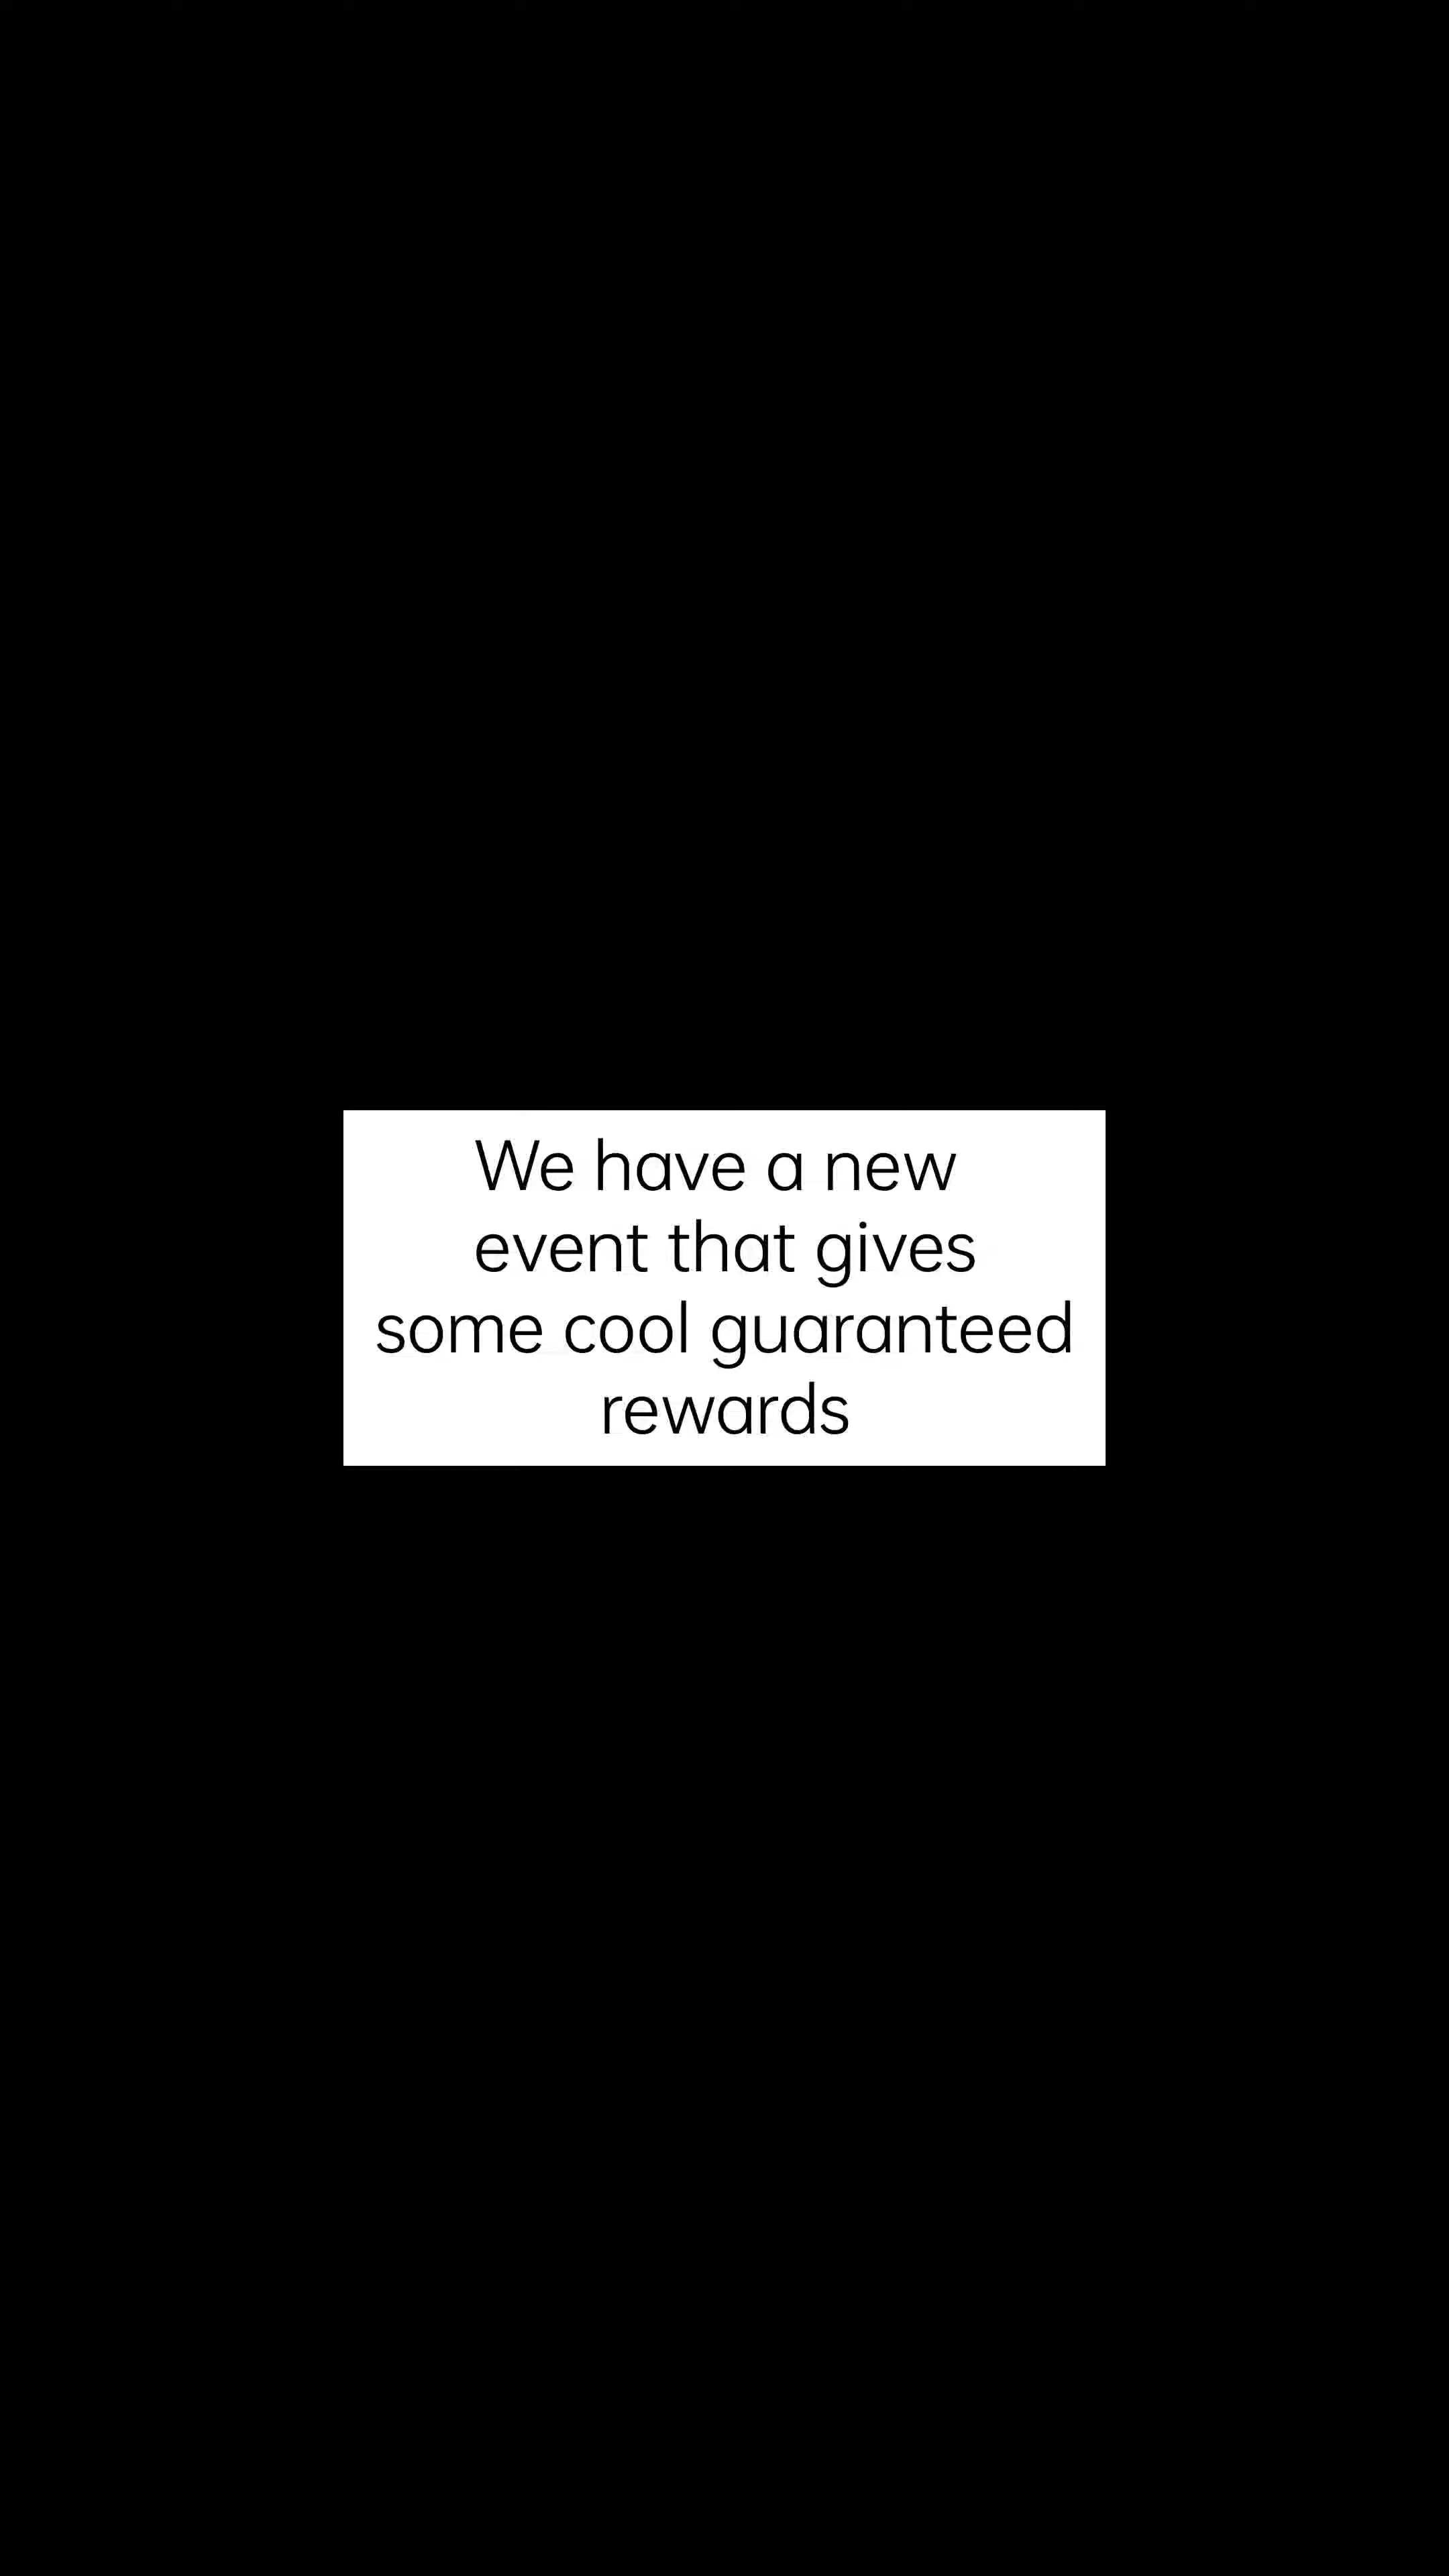 We have a new
event that gives
some cool guaranteed
rewards